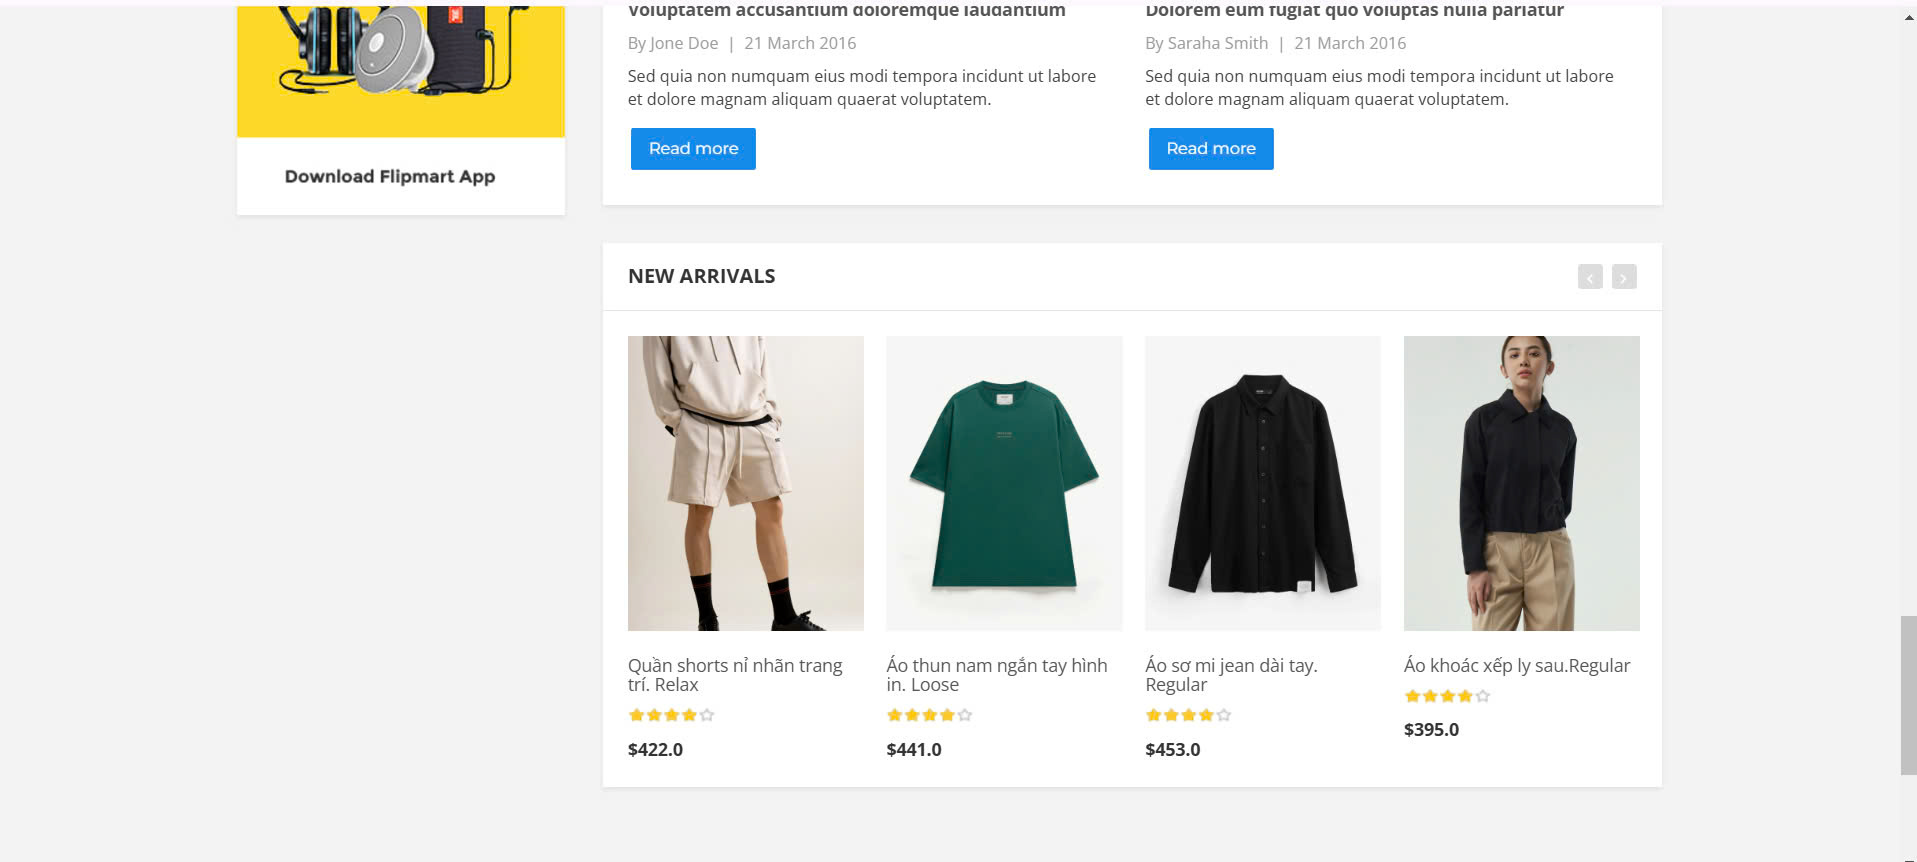 Voluptatem accusantium doloremque laudantium
By Jone Doe | 21 March 2016
Sed quia non numquam eius modi tempora incidunt ut labore
et dolore magnam aliquam quaerat voluptatem.
Read more
Dolorem eum fugiat quo voluptas nulla pariatur
By Saraha Smith | 21 March 2016
Sed quia non numquam eius modi tempora incidunt ut labore
et dolore magnam aliquam quaerat voluptatem.
Read more
JBL
Download Flipmart App
NEW ARRIVALS
Quần shorts nỉ nhãn trang
trí. Relax
$422.0
Áo thun nam ngắn tay hình
in. Loose
$441.0
Áo sơ mi jean dài tay.
Regular
$453.0
Áo khoác xếp ly sau.Regular
$395.0